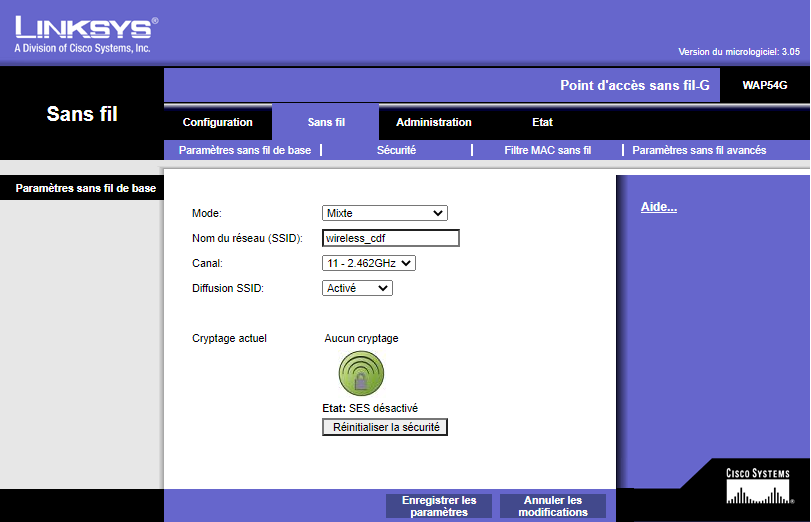 LINKSYS®
A Division of Cisco Systems, Inc.
Version du micrologiciel: 3.05
Point d'accès sans fil-G
WAP54G
Sans fil
Configuration
Sans fil
Administration
Etat
Paramètres sans fil de base
Sécurité
Filtre MAC sans fil
Paramètres sans fil avancés
Paramètres sans fil de base
Aide...
Mode:
Mixte
Nom du réseau (SSID):
wireless_cdf
Canal:
11 - 2.462GHz
Diffusion SSID:
Activé
Cryptage actuel
Aucun cryptage
Etat: SES désactivé
Réinitialiser la sécurité
Enregistrer les
paramètres
Annuler les
modifications
CISCO SYSTEMS